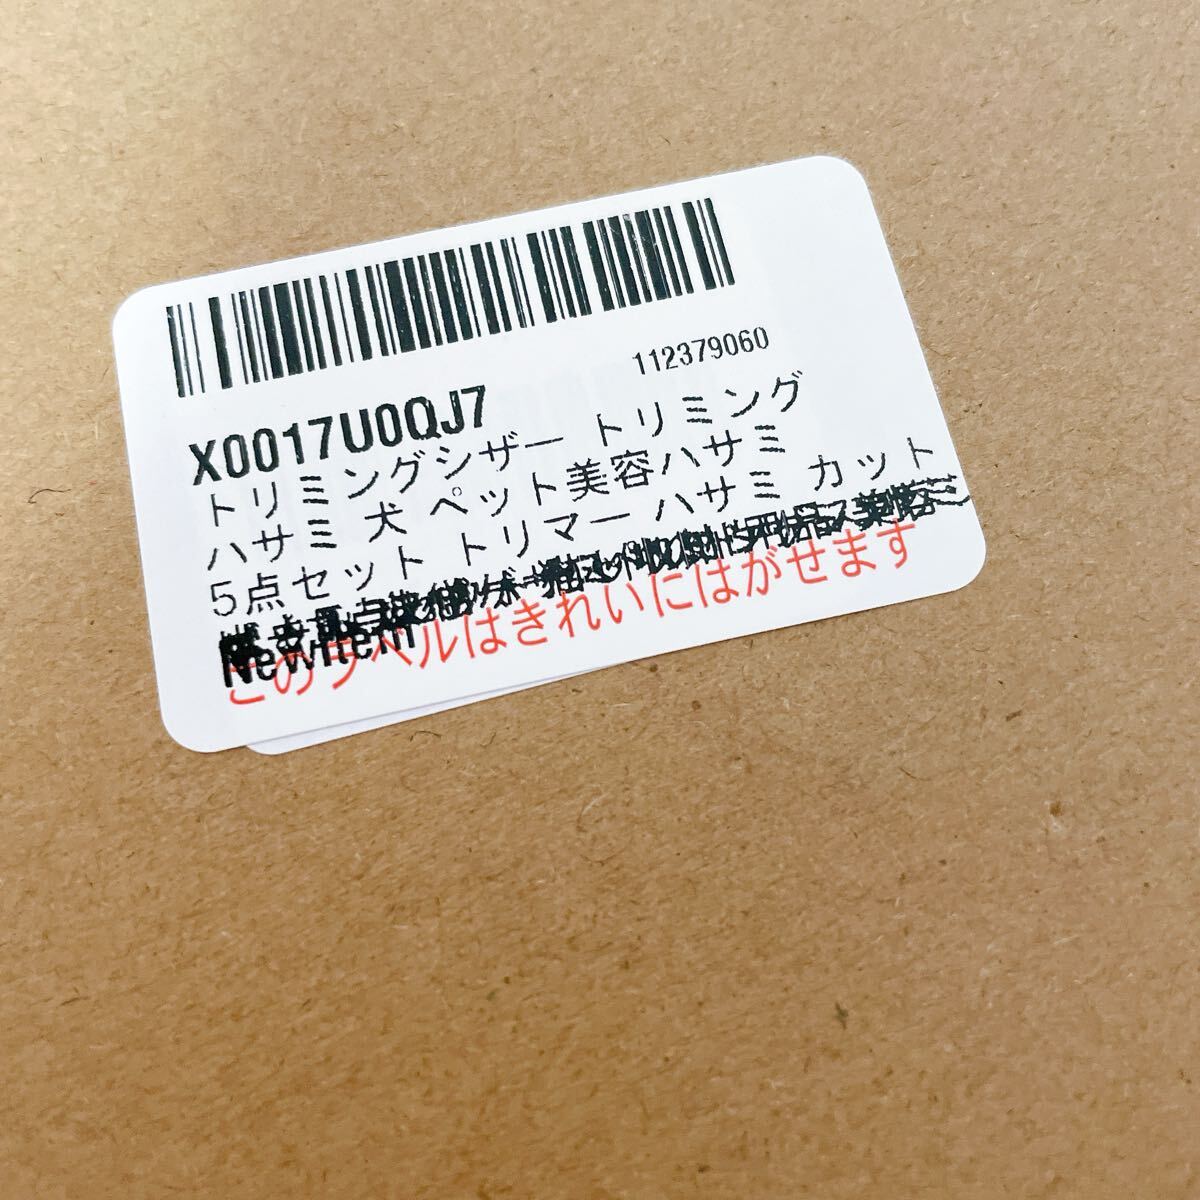 112379060
X0017U0QJ7
トリミングシザー トリミング
ハサミ 犬 ペット美容ハサミ
5点セット トリマー ハサミ カット
New Item
このラベルはきれいにはがせます